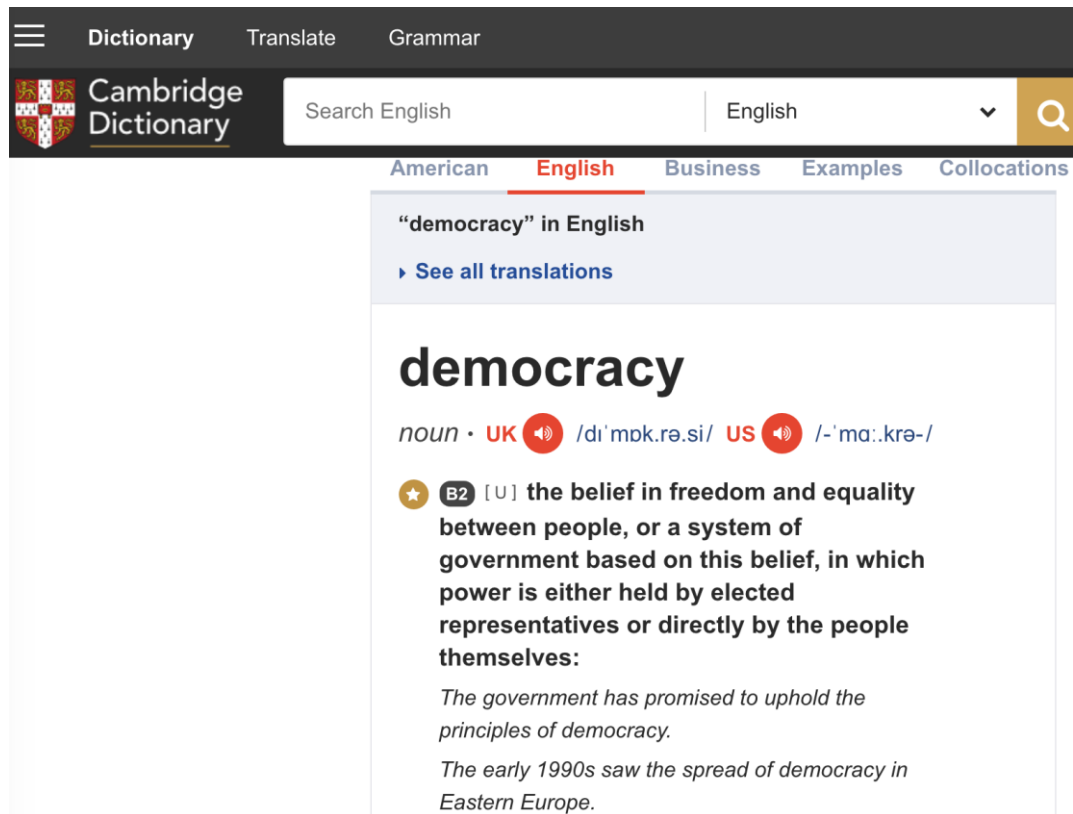 Dictionary Translate Grammar
Cambridge
Dictionary
Search English English
American English Business Examples Collocations
“democracy” in English
See all translations
democracy
noun · UK /dɪˈmɒk.rə.si/ US /-ˈmɑː.krə-/
B2 [U] the belief in freedom and equality
between people, or a system of
government based on this belief, in which
power is either held by elected
representatives or directly by the people
themselves:
The government has promised to uphold the
principles of democracy.
The early 1990s saw the spread of democracy in
Eastern Europe.